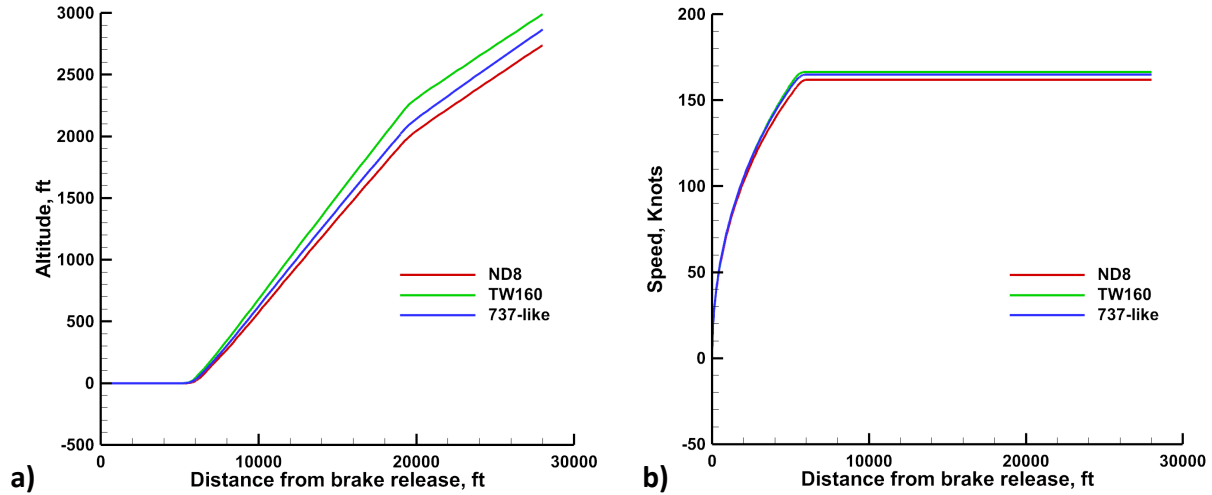 3000
2500
2000
1500
1000
500
0
-500
Altitude, ft
0 10000 20000 30000
Distance from brake release, ft
ND8
TW160
737-like
a)
200
150
100
50
0
-50
Speed, Knots
0 10000 20000 30000
Distance from brake release, ft
ND8
TW160
737-like
b)